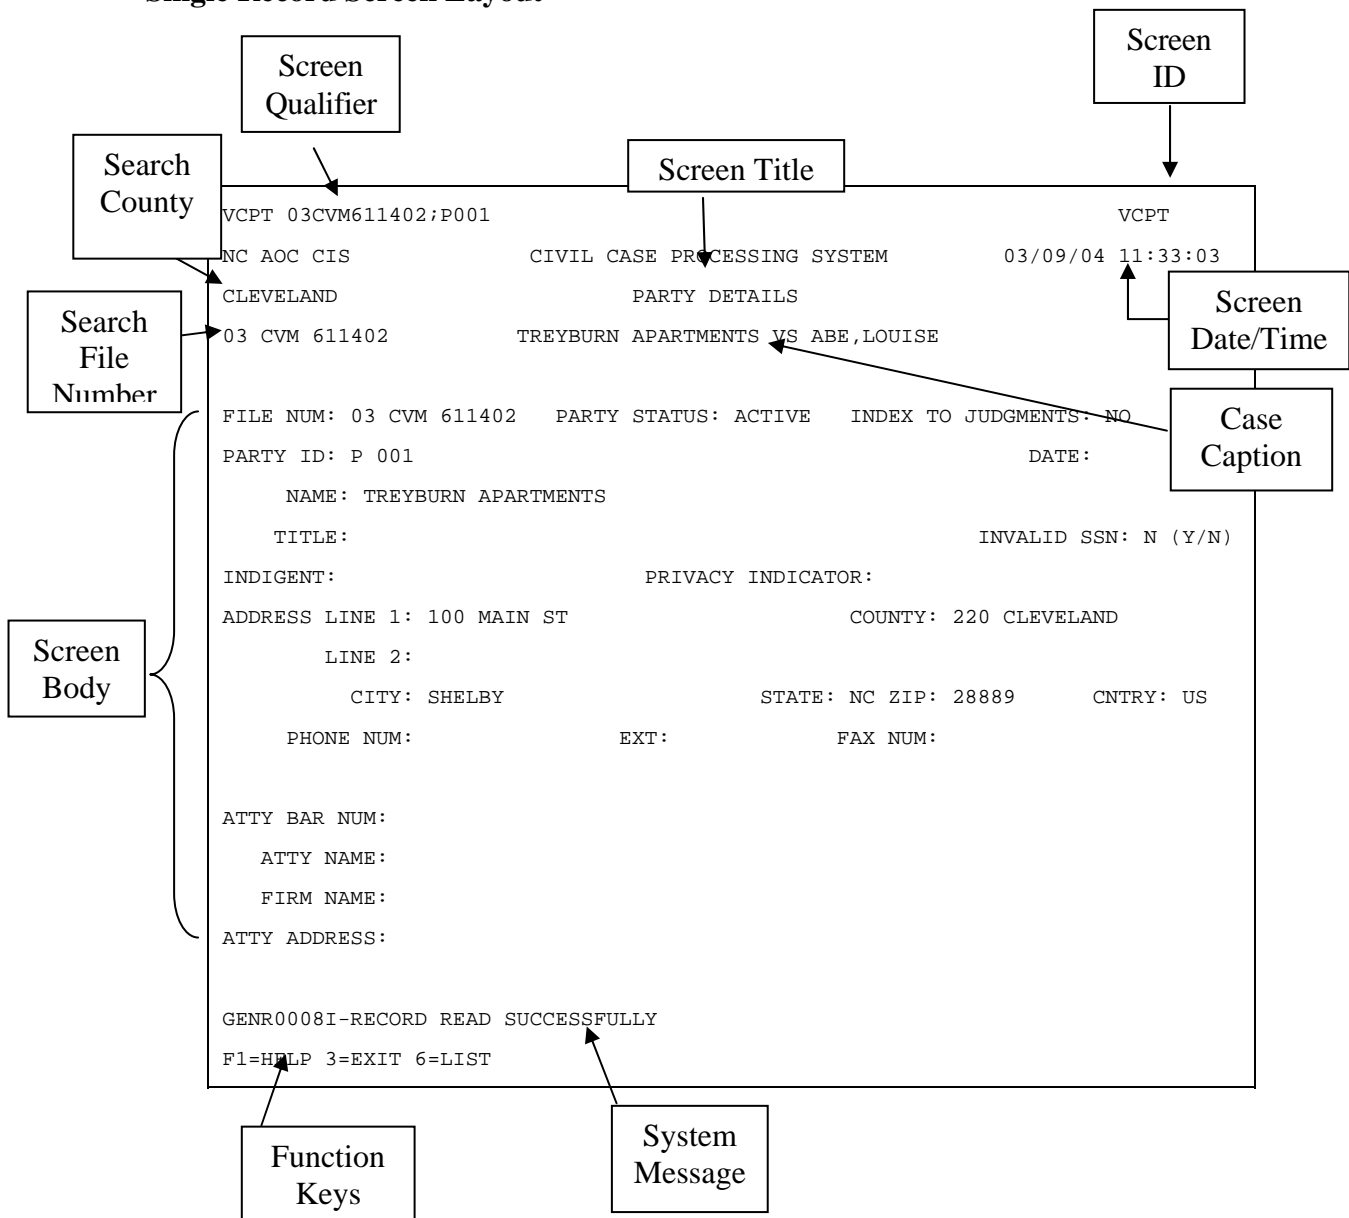 Single Record Screen Layout
Screen
ID
Screen
Qualifier
Search
County
Screen Title
VCPT 03CVM611402;P001 VCPT
NC AOC CIS CIVIL CASE PROCESSING SYSTEM 03/09/04 11:33:03
CLEVELAND PARTY DETAILS
Search
File
Number
Screen
Date/Time
03 CVM 611402 TREYBURN APARTMENTS VS ABE,LOUISE
FILE NUM: 03 CVM 611402 PARTY STATUS: ACTIVE INDEX TO JUDGMENTS: NO
Case
Caption
PARTY ID: P 001 DATE:
NAME: TREYBURN APARTMENTS
TITLE: INVALID SSN: N (Y/N)
INDIGENT: PRIVACY INDICATOR:
ADDRESS LINE 1: 100 MAIN ST COUNTY: 220 CLEVELAND
Screen
Body
LINE 2:
CITY: SHELBY STATE: NC ZIP: 28889 CNTRY: US
PHONE NUM: EXT: FAX NUM:
ATTY BAR NUM:
ATTY NAME:
FIRM NAME:
ATTY ADDRESS:
GENR0008I-RECORD READ SUCCESSFULLY
F1=HELP 3=EXIT 6=LIST
Function
Keys
System
Message